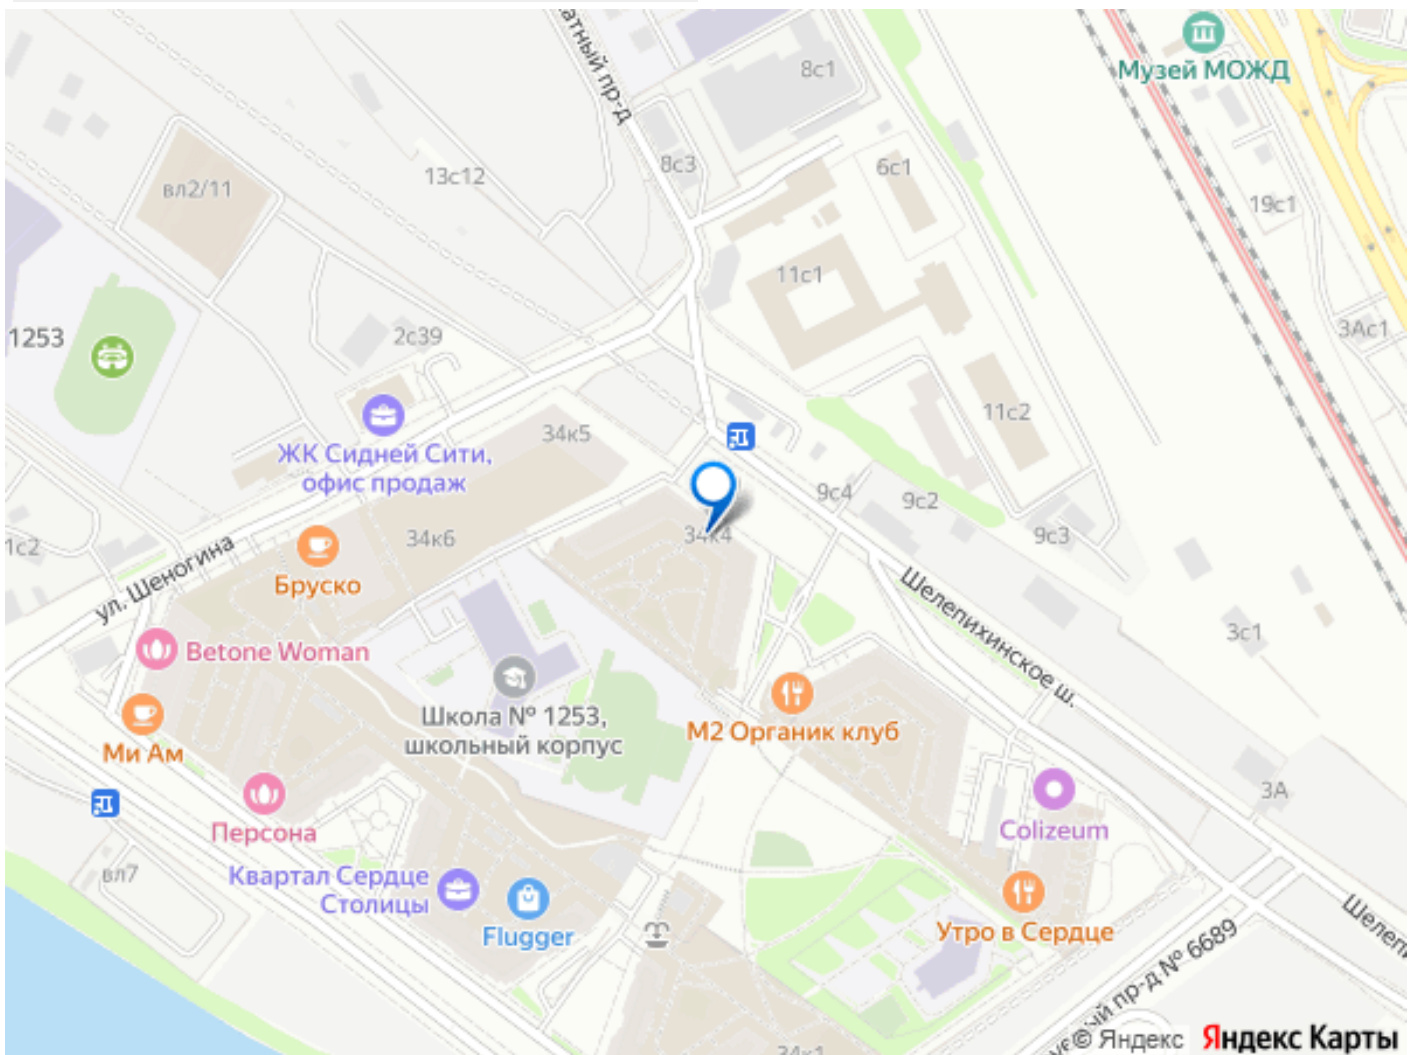 атный пр-д
8с1
Музей МОЖД
8с3
6с1
13с12
вл2/11
19с1
11с1
1253
2с39
3Ас1
11с2
34к5
ЖК Сидней Сити,
офис продаж
9с4
9с2
34к4
9с3
34к6
1с2
ул. Шеногина
Бруско
Шелепихинское ш.
3с1
Betone Woman
Школа № 1253,
школьный корпус
М2 Органик клуб
Ми Ам
3А
Персона
Colizeum
вл7
Квартал Сердце
Столицы
Flugger
Утро в Сердце
Шелепи
ый пр-д № 6689
34к1
© Яндекс
Яндекс Карты